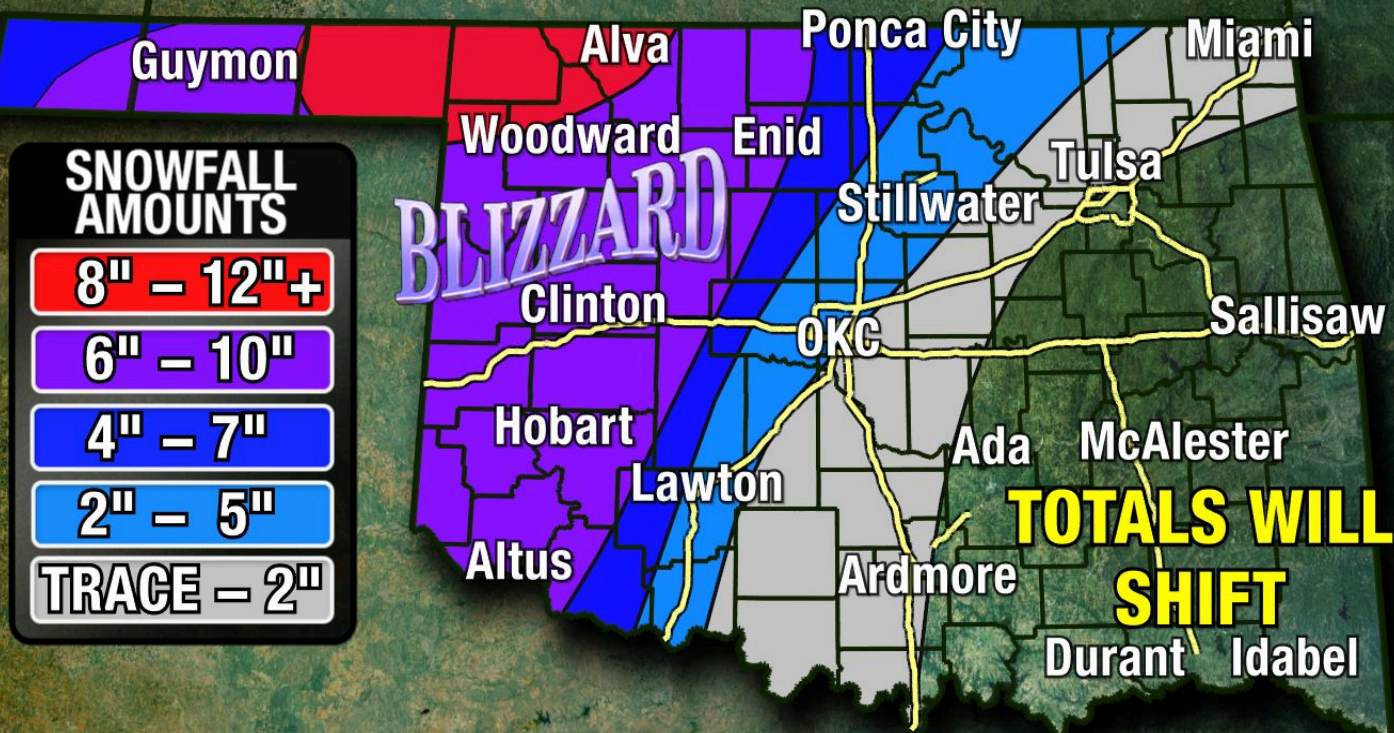 Guymon
Alva
Ponca City
Miami
Woodward
Enid
Tulsa
SNOWFALL
AMOUNTS
8" – 12"+
6" – 10"
4" – 7"
2" – 5"
TRACE – 2"
BLIZZARD
Stillwater
Clinton
OKC
Sallisaw
Hobart
Lawton
Ada
McAlester
TOTALS WILL
SHIFT
Altus
Ardmore
Durant
Idabel